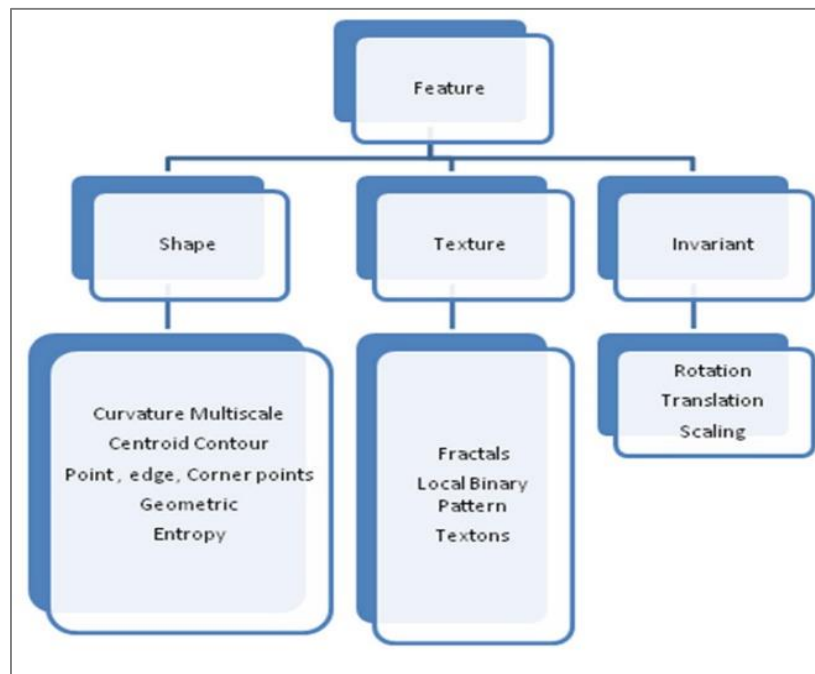 Feature
Shape
Texture
Invariant
Curvature Multiscale
Centroid Contour
Point , edge, Corner points
Geometric
Entropy
Fractals
Local Binary
Pattern
Textons
Rotation
Translation
Scaling